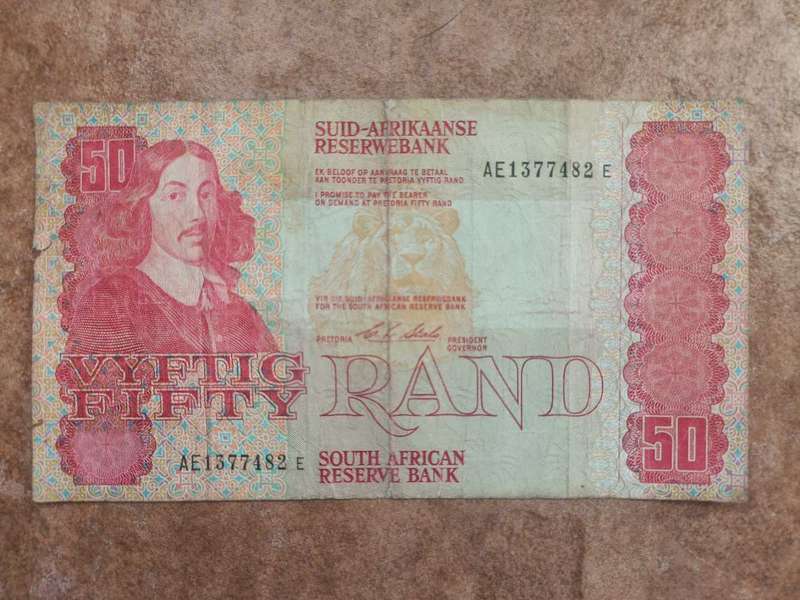 50
SUID-AFRIKAANSE
RESERWEBANK
AE1377482 E
EK BELOOF OP AANVRAAG TE BETAAL
AAN TOONDER TE PRETORIA VYFTIG RAND
I PROMISE TO PAY THE BEARER
ON DEMAND AT PRETORIA FIFTY RAND
VIR DIE SUID-AFRIKAANSE RESERWEBANK
FOR THE SOUTH AFRICAN RESERVE BANK
PRETORIA
PRESIDENT
GOVERNOR
VYFTIG
FIFTY
RAND
50
AE1377482 E
SOUTH AFRICAN
RESERVE BANK